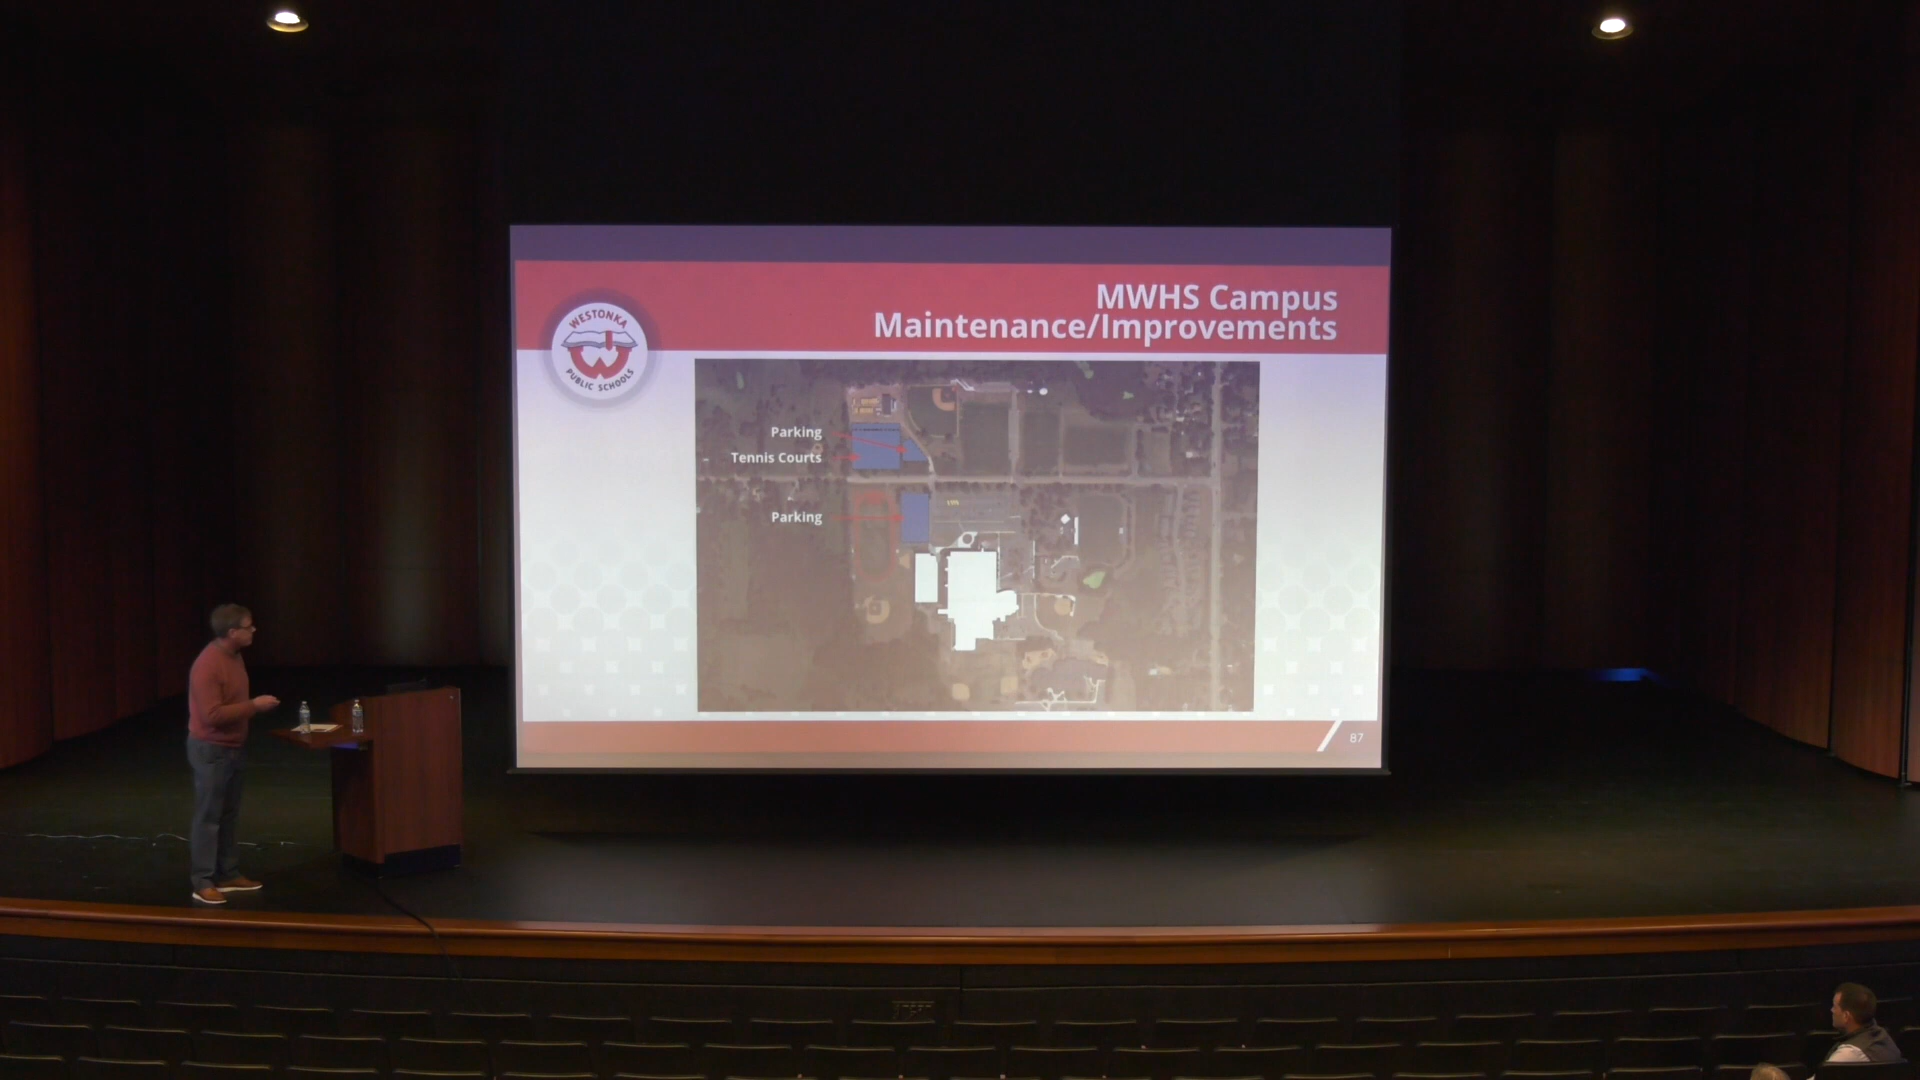 MWHS Campus
Maintenance/Improvements
WESTONKA
PUBLIC SCHOOLS
Parking
Tennis Courts
Parking
87